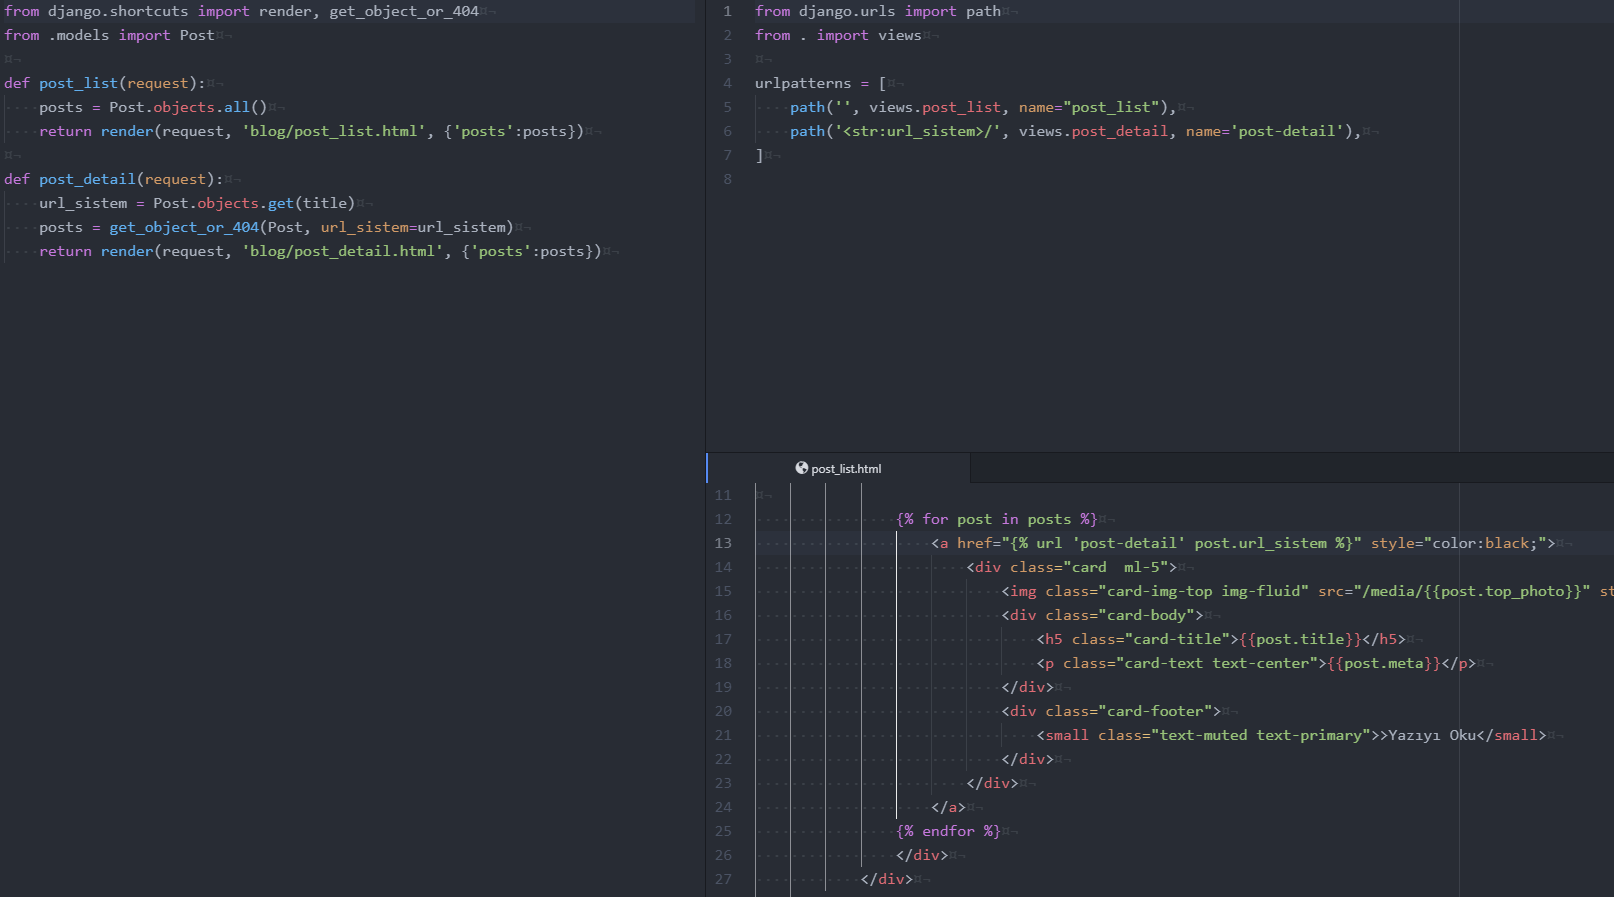 from django.shortcuts import render, get_object_or_404
from .models import Post
def post_list(request):
posts = Post.objects.all()
return render(request, 'blog/post_list.html', {'posts':posts})
def post_detail(request):
url_sistem = Post.objects.get(title)
posts = get_object_or_404(Post, url_sistem=url_sistem)
return render(request, 'blog/post_detail.html', {'posts':posts})
1 from django.urls import path
2 from . import views
3
4 urlpatterns = [
5 path('', views.post_list, name="post_list"),
6 path('<str:url_sistem>/', views.post_detail, name='post-detail'),
7 ]
8
post_list.html
11
12 {% for post in posts %}
13 <a href="{% url 'post-detail' post.url_sistem %}" style="color:black;">
14 <div class="card  ml-5">
15 <img class="card-img-top img-fluid" src="/media/{{post.top_photo}}" st
16 <div class="card-body">
17 <h5 class="card-title">{{post.title}}</h5>
18 <p class="card-text text-center">{{post.meta}}</p>
19 </div>
20 <div class="card-footer">
21 <small class="text-muted text-primary">>Yazıyı Oku</small>
22 </div>
23 </div>
24 </a>
25 {% endfor %}
26 </div>
27 </div>